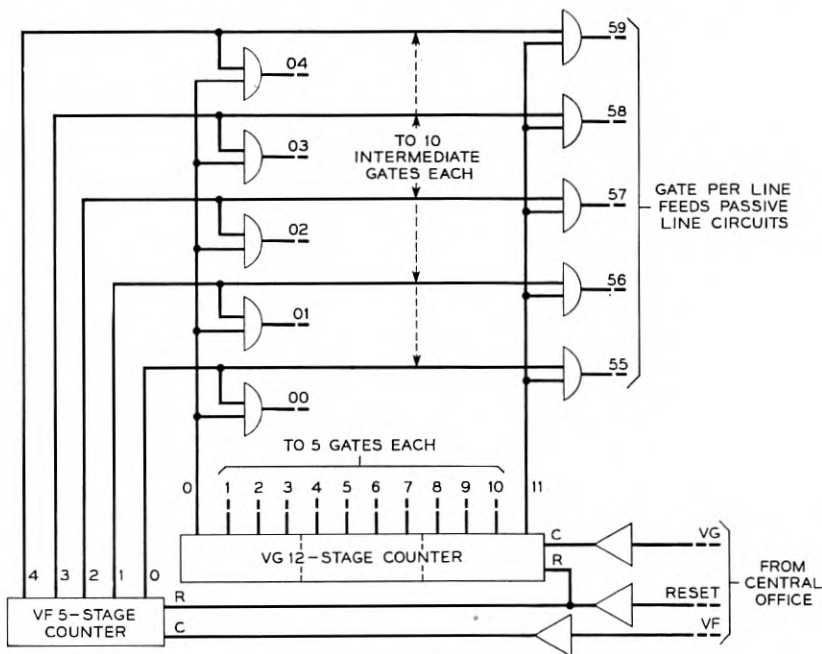 59
04
58
03
TO 10
INTERMEDIATE
GATES EACH
57
GATE PER LINE
FEEDS PASSIVE
LINE CIRCUITS
02
56
01
55
00
TO 5 GATES EACH
0 1 2 3 4 5 6 7 8 9 10 11
VG 12-STAGE COUNTER
C
VG
R
FROM
CENTRAL
OFFICE
4 3 2 1 0
R
RESET
VF 5-STAGE
COUNTER
C
VF